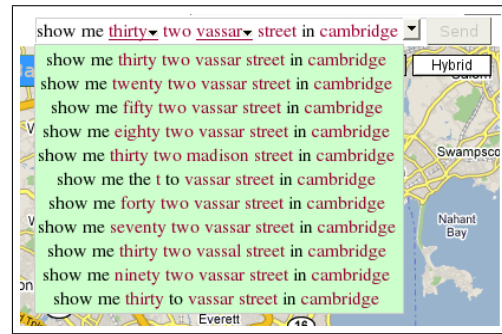 show me thirty two vassar street in cambridge Send
Hybrid
show me thirty two vassar street in cambridge
show me twenty two vassar street in cambridge
show me fifty two vassar street in cambridge
show me eighty two vassar street in cambridge
show me thirty two madison street in cambridge
show me the t to vassar street in cambridge
show me forty two vassar street in cambridge
show me seventy two vassar street in cambridge
show me thirty two vassal street in cambridge
show me ninety two vassar street in cambridge
show me thirty to vassar street in cambridge
Swampsco
Nahant
Bay
Everett
16